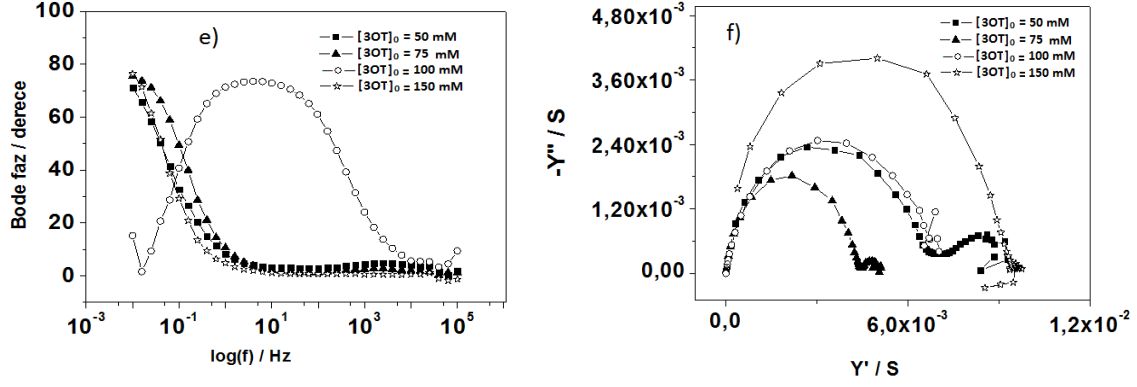 e)
100
80
60
40
20
0
Bode faz / derece
[3OT]₀ = 50 mM
[3OT]₀ = 75 mM
[3OT]₀ = 100 mM
[3OT]₀ = 150 mM
10⁻³ 10⁻¹ 10¹ 10³ 10⁵ 10⁷
log(f) / Hz
f)
4,80x10⁻³
3,60x10⁻³
2,40x10⁻³
1,20x10⁻³
0,00
-Y" / S
[3OT]₀ = 50 mM
[3OT]₀ = 75 mM
[3OT]₀ = 100 mM
[3OT]₀ = 150 mM
0,0 6,0x10⁻³ 1,2x10⁻²
Y' / S